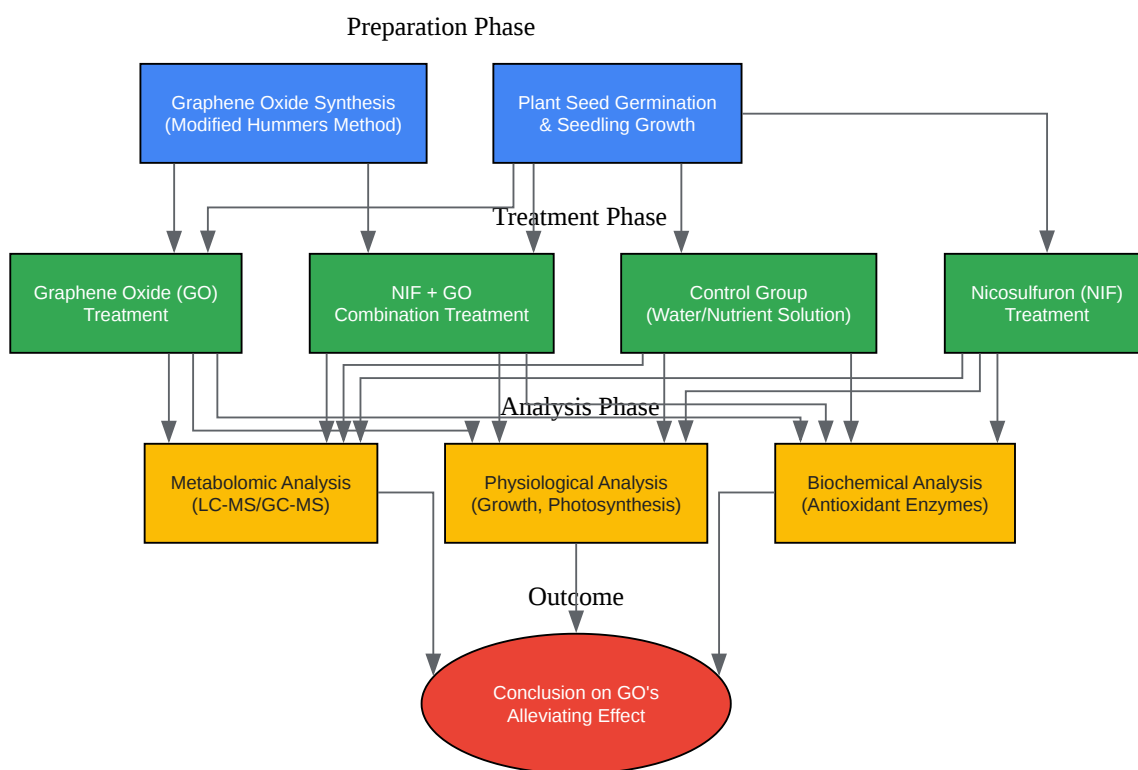 Preparation Phase
Graphene Oxide Synthesis
(Modified Hummers Method)
Plant Seed Germination
& Seedling Growth
Treatment Phase
Graphene Oxide (GO)
Treatment
NIF + GO
Combination Treatment
Control Group
(Water/Nutrient Solution)
Nicosulfuron (NIF)
Treatment
Analysis Phase
Metabolomic Analysis
(LC-MS/GC-MS)
Physiological Analysis
(Growth, Photosynthesis)
Biochemical Analysis
(Antioxidant Enzymes)
Outcome
Conclusion on GO's
Alleviating Effect